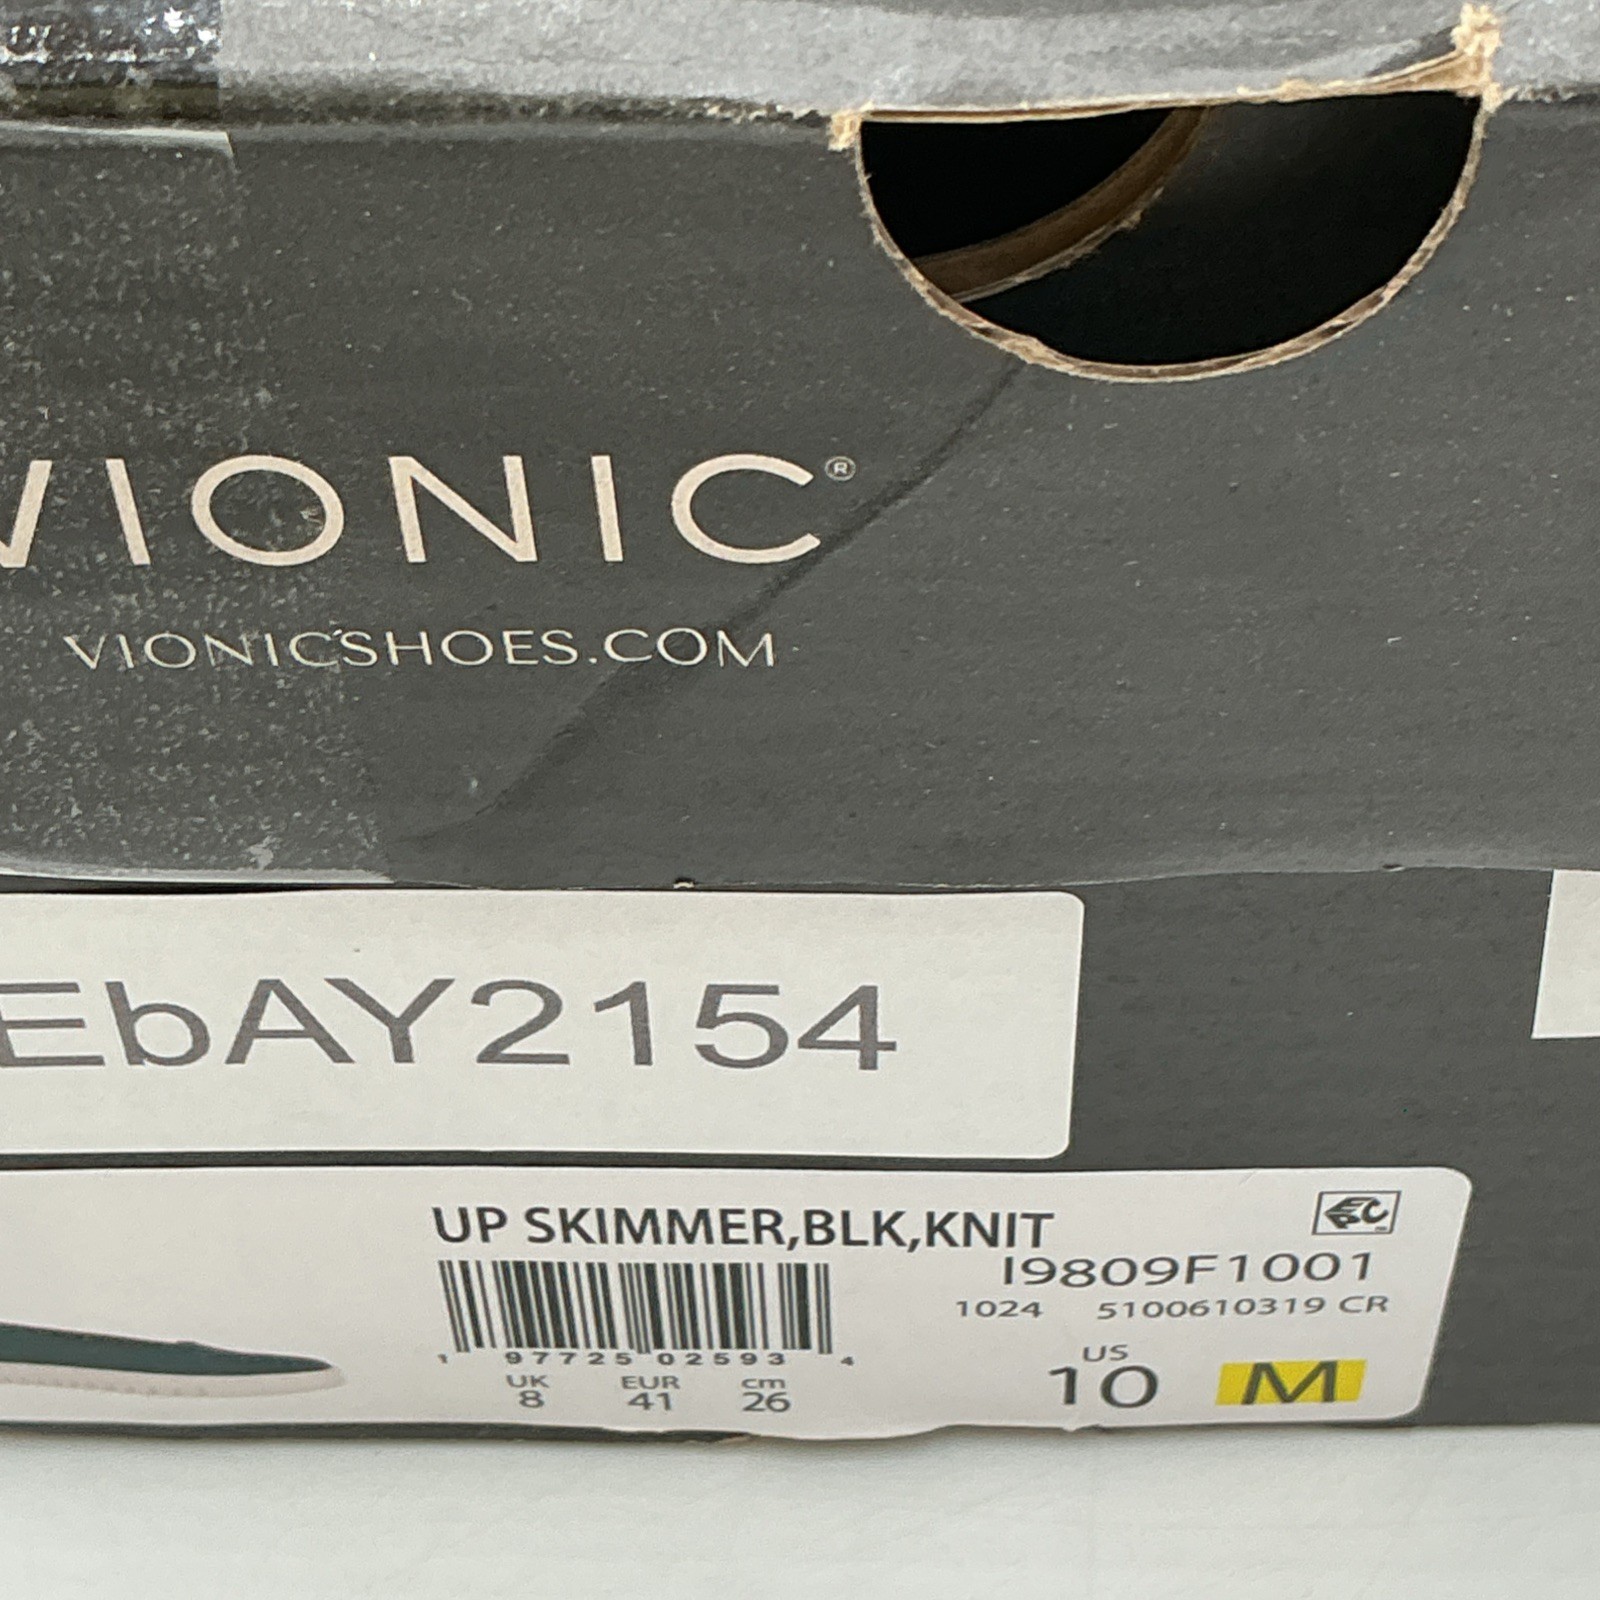 VIONIC®
VIONICSHOES.COM
EbAY2154
UP SKIMMER,BLK,KNIT
I9809F1001
1024 5100610319 CR
1 97725 02593 4
UK EUR cm
8 41 26
US
10 M